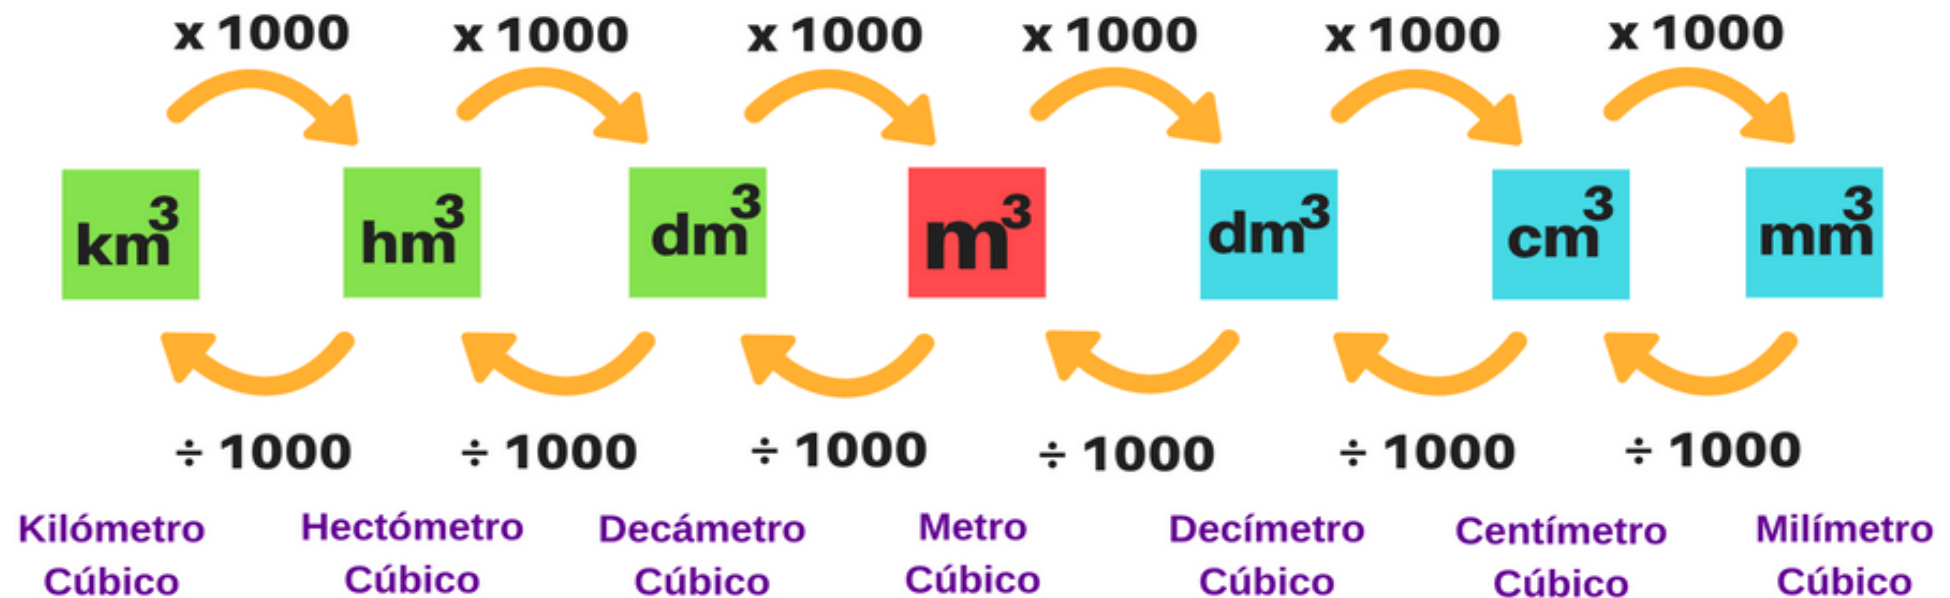 x 1000 x 1000 x 1000 x 1000 x 1000 x 1000
km³ hm³ dm³ m³ dm³ cm³ mm³
÷ 1000 ÷ 1000 ÷ 1000 ÷ 1000 ÷ 1000 ÷ 1000
Kilómetro Hectómetro Decámetro Metro Decímetro Centímetro Milímetro
Cúbico Cúbico Cúbico Cúbico Cúbico Cúbico Cúbico